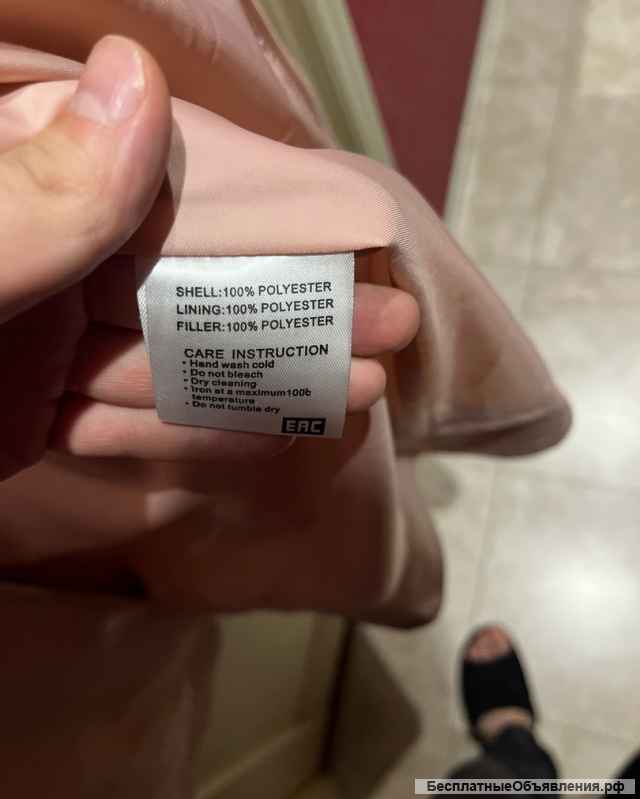 SHELL:100% POLYESTER
LINING:100% POLYESTER
FILLER:100% POLYESTER
CARE INSTRUCTION
• Hand wash cold
• Do not bleach
• Dry cleaning
• Iron at a maximum100c
temperature
• Do not tumble dry
EAC
БесплатныеОбъявления.рф